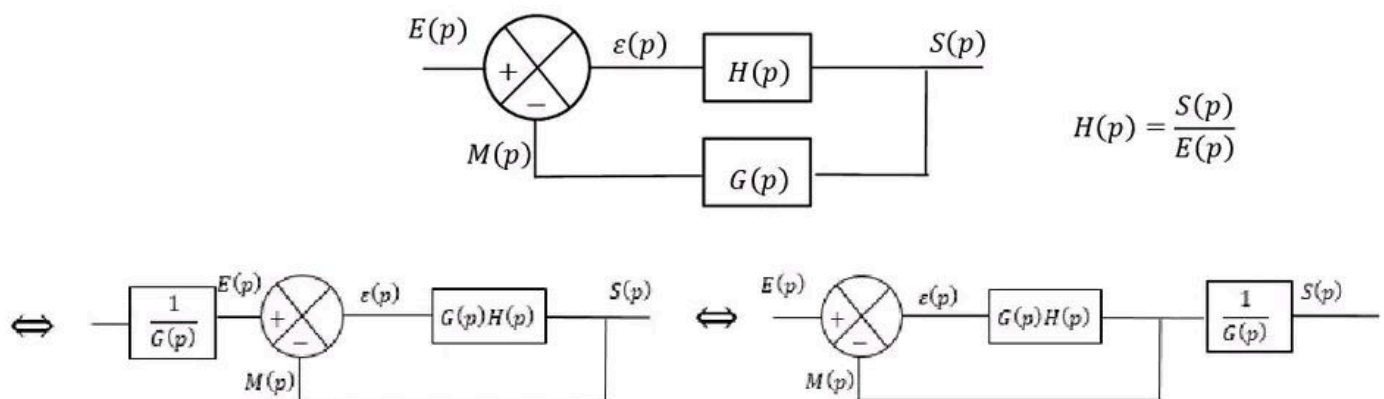 E(p) ε(p) H(p) S(p)
+
−
M(p) G(p)
H(p) = S(p) / E(p)
⇔ 1 / G(p) E(p) + − ε(p) G(p)H(p) S(p)
M(p)
⇔ E(p) + − ε(p) G(p)H(p) 1 / G(p) S(p)
M(p)